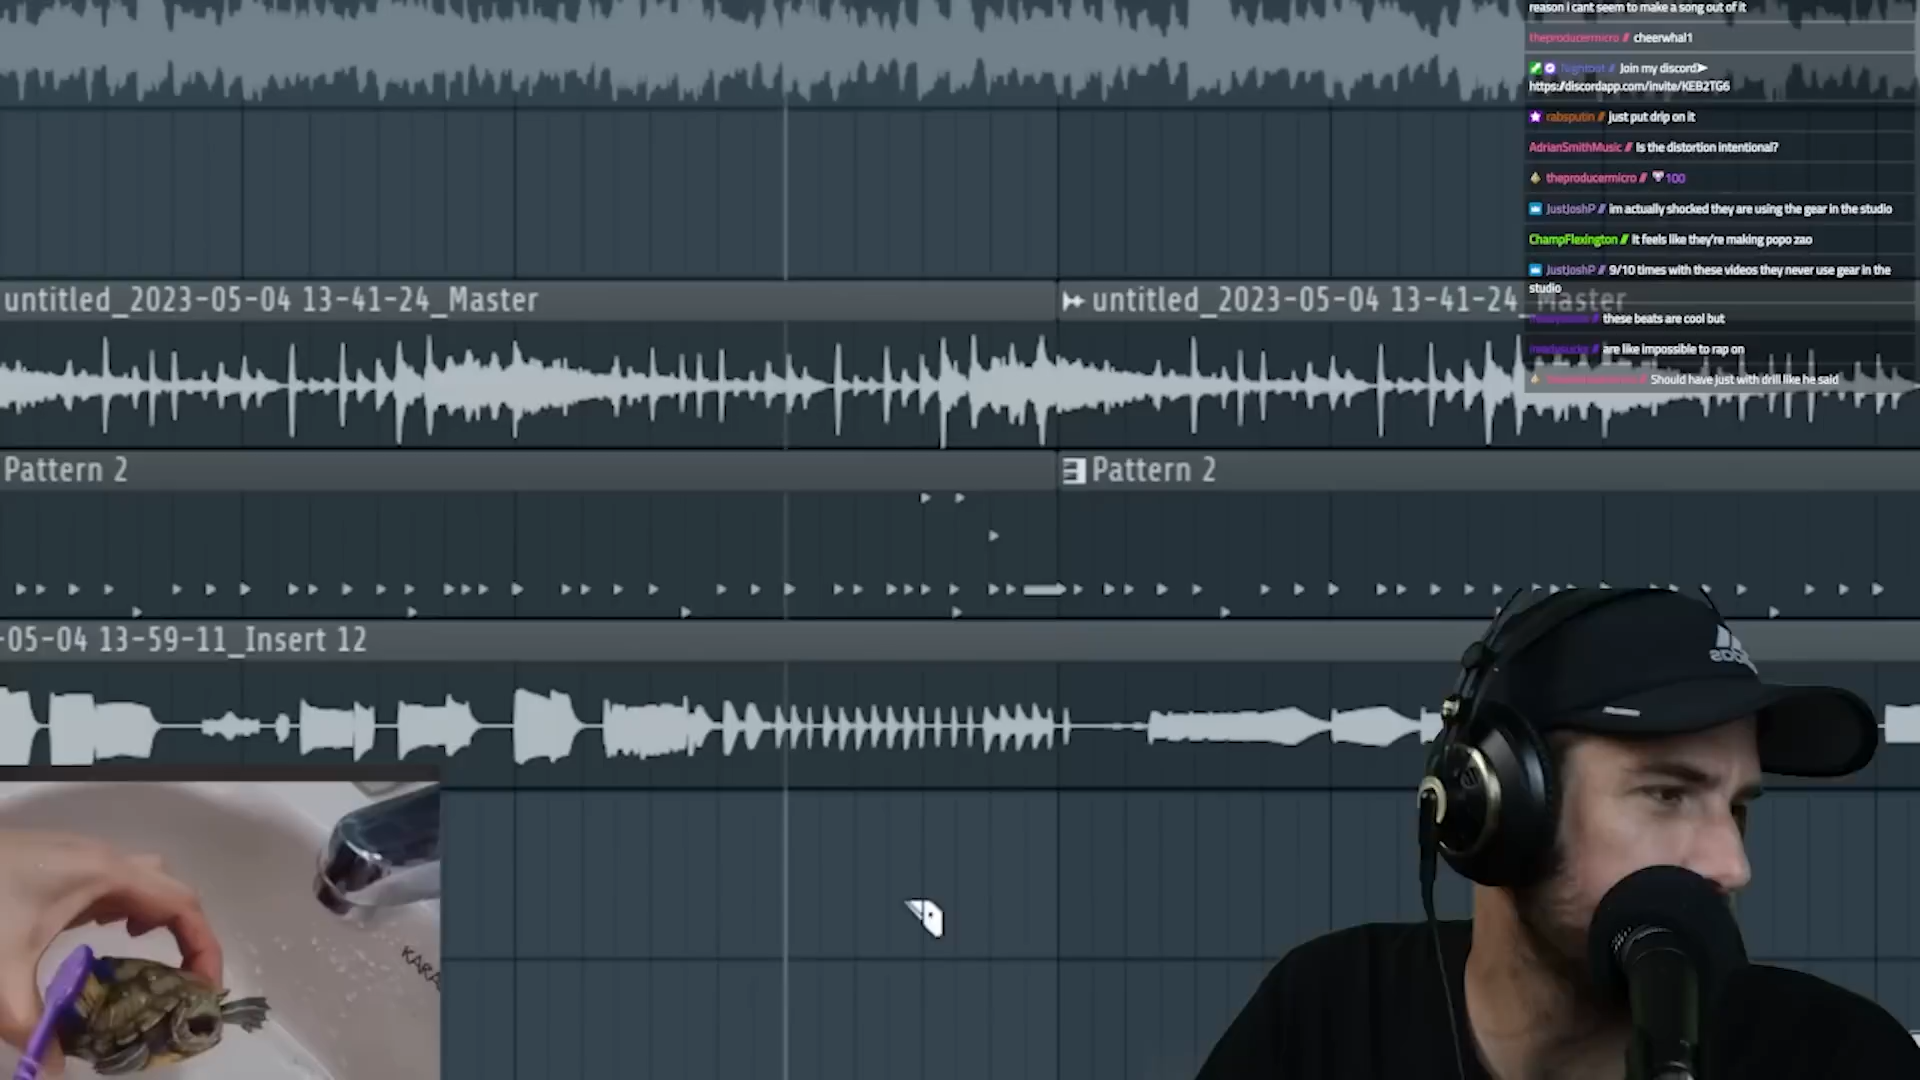 reason i cant seem to make a song out of it
theproducermicro // cheerwhal1
Nightbot // Join my discord➤
https://discordapp.com/invite/KEB2TG6
rabsputin // just put drip on it
AdrianSmithMusic // Is the distortion intentional?
theproducermicro // 100
JustJoshP // im actually shocked they are using the gear in the studio
ChampFlexington // It feels like they're making popo zao
JustJoshP // 9/10 times with these videos they never use gear in the
studio
// these beats are cool but
// are like impossible to rap on
// Should have just with drill like he said
untitled_2023-05-04 13-41-24_Master
untitled_2023-05-04 13-41-24_Master
Pattern 2
Pattern 2
-05-04 13-59-11_Insert 12
adidas
KARA